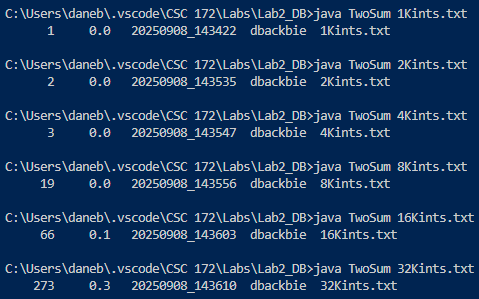 C:\Users\daneb\.vscode\CSC 172\Labs\Lab2_DB>java TwoSum 1Kints.txt
1 0.0 20250908_143422 dbackbie 1Kints.txt
C:\Users\daneb\.vscode\CSC 172\Labs\Lab2_DB>java TwoSum 2Kints.txt
2 0.0 20250908_143535 dbackbie 2Kints.txt
C:\Users\daneb\.vscode\CSC 172\Labs\Lab2_DB>java TwoSum 4Kints.txt
3 0.0 20250908_143547 dbackbie 4Kints.txt
C:\Users\daneb\.vscode\CSC 172\Labs\Lab2_DB>java TwoSum 8Kints.txt
19 0.0 20250908_143556 dbackbie 8Kints.txt
C:\Users\daneb\.vscode\CSC 172\Labs\Lab2_DB>java TwoSum 16Kints.txt
66 0.1 20250908_143603 dbackbie 16Kints.txt
C:\Users\daneb\.vscode\CSC 172\Labs\Lab2_DB>java TwoSum 32Kints.txt
273 0.3 20250908_143610 dbackbie 32Kints.txt